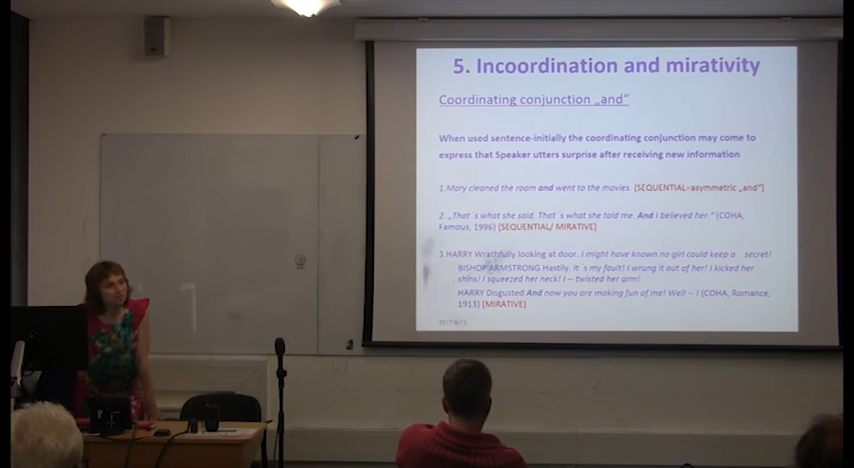 5. Incoordination and mirativity
Coordinating conjunction „and“
When used sentence-initially the coordinating conjunction may come to
express that Speaker utters surprise after receiving new information
1.Mary cleaned the room and went to the movies. [SEQUENTIAL=asymmetric „and“]
2. „That´s what she said. That´s what she told me. And I believed her.“ (COHA,
Famous, 1996) [SEQUENTIAL/ MIRATIVE]
3.HARRY Wrathfully looking at door. I might have known no girl could keep a secret!
BISHOP ARMSTRONG Hastily. It´s my fault! I wrung it out of her! I kicked her
shins! I squeezed her neck! I -- twisted her arm!
HARRY Disgusted And now you are making fun of me! Well -- ! (COHA, Romance,
1913) [MIRATIVE]